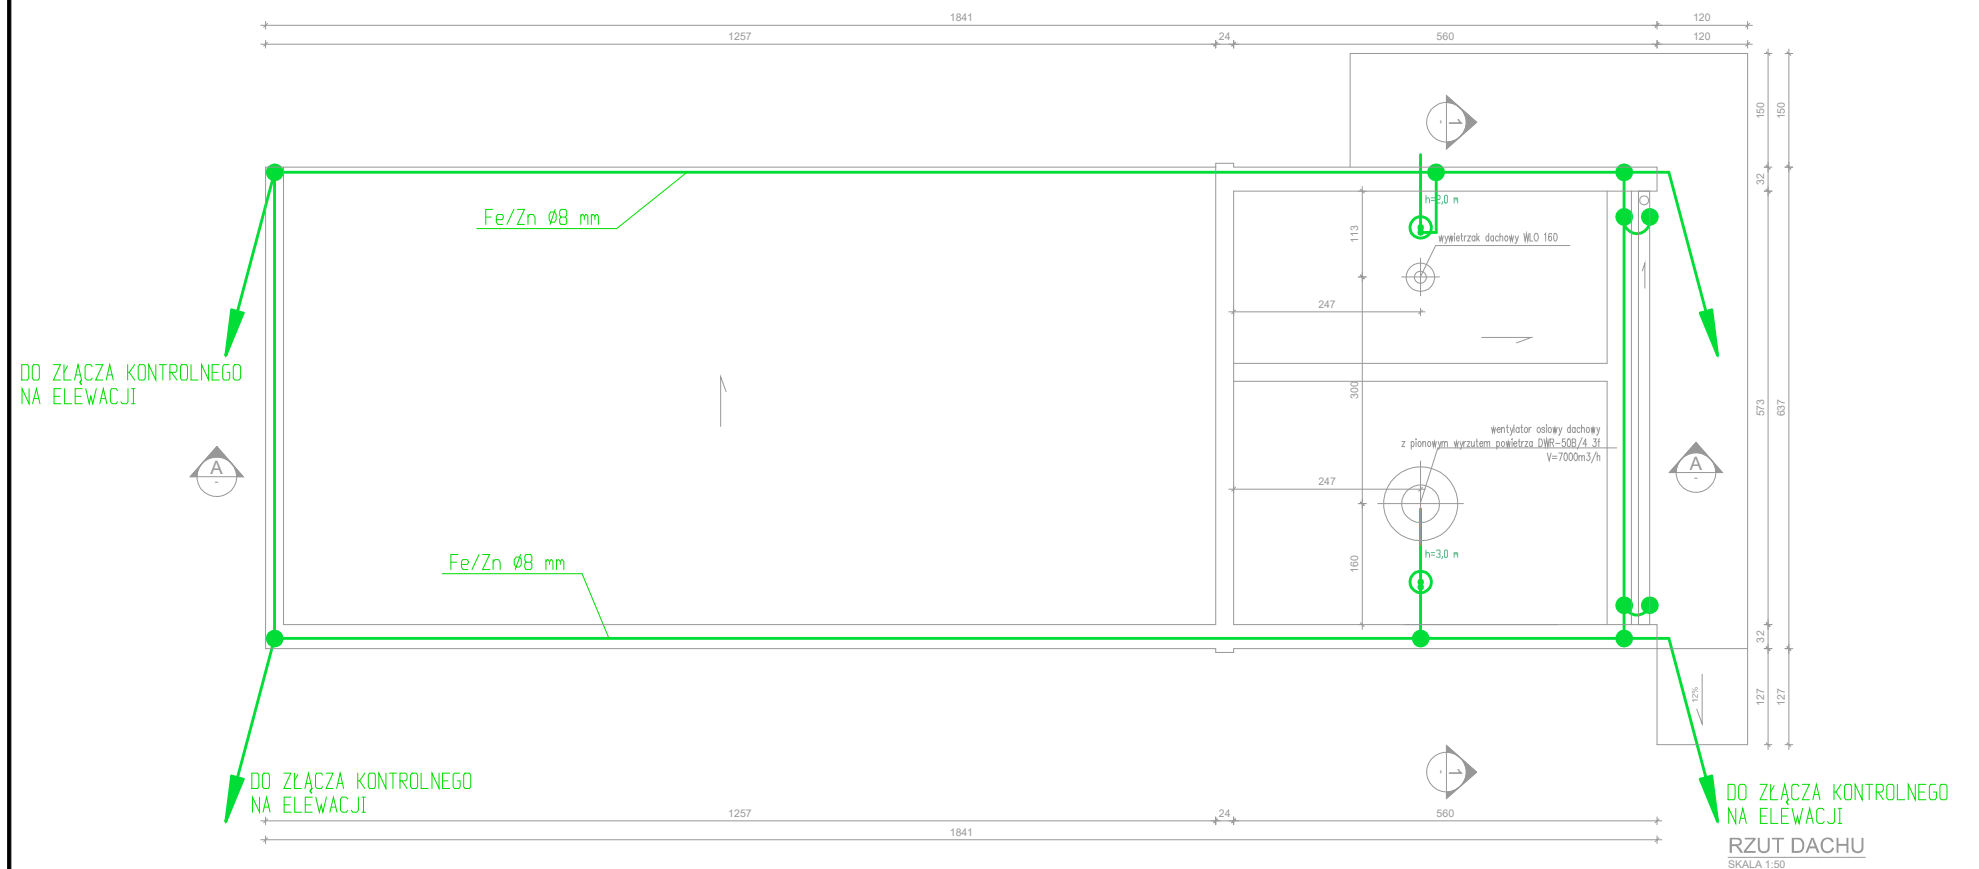 1841
120
1257
24
560
120
150
150
1
-
32
Fe/Zn Ø8 mm
h=2,0 m
113
wywietrzak dachowy WLO 160
247
DO ZŁĄCZA KONTROLNEGO
NA ELEWACJI
300
573
637
wentylator osiowy dachowy
z pionowym wyrzutem powietrza DWR-50B/4 3f
V=7000m3/h
A
-
A
-
247
Fe/Zn Ø8 mm
h=3,0 m
160
32
12%
127
127
1
-
DO ZŁĄCZA KONTROLNEGO
NA ELEWACJI
DO ZŁĄCZA KONTROLNEGO
NA ELEWACJI
1257
24
560
1841
RZUT DACHU
SKALA 1:50